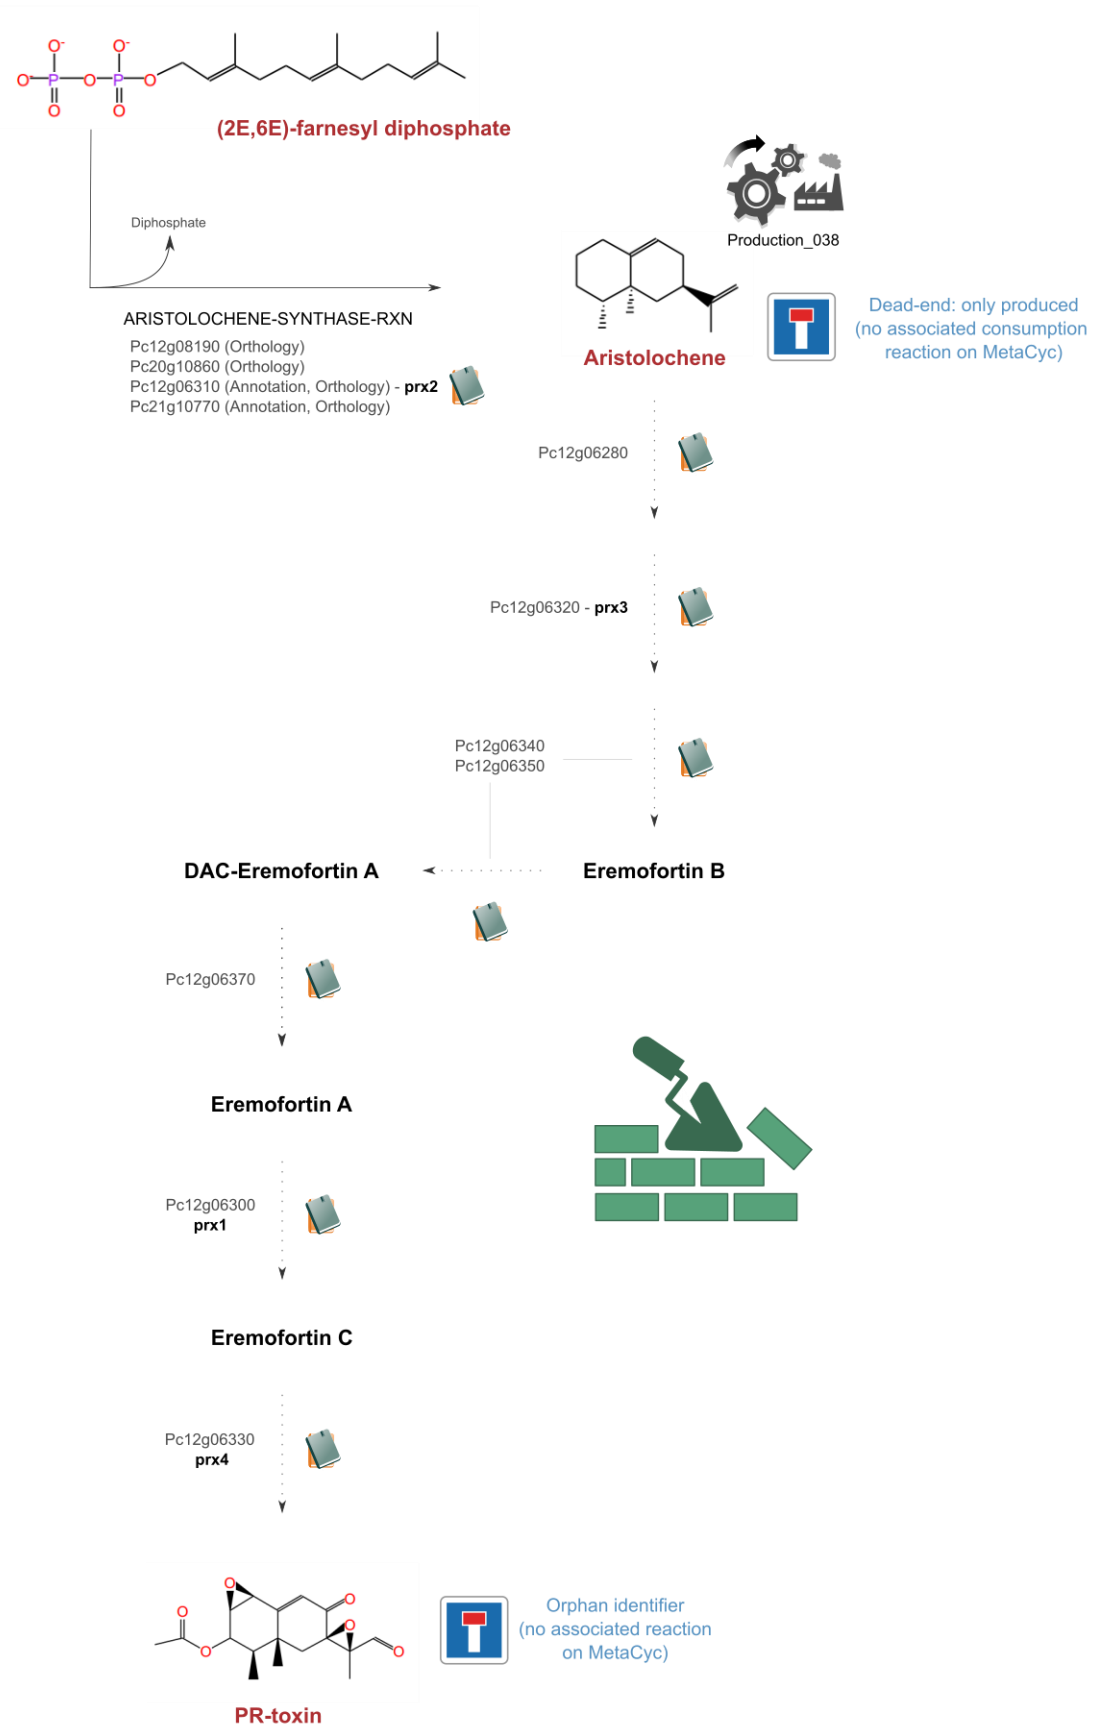 O⁻
O⁻
O⁻
P
O
P
O
O
O
(2E,6E)-farnesyl diphosphate
Diphosphate
Production_038
ARISTOLOCHENE-SYNTHASE-RXN
Pc12g08190 (Orthology)
Pc20g10860 (Orthology)
Pc12g06310 (Annotation, Orthology) - prx2
Pc21g10770 (Annotation, Orthology)
Aristolochene
Dead-end: only produced
(no associated consumption
reaction on MetaCyc)
Pc12g06280
Pc12g06320 - prx3
Pc12g06340
Pc12g06350
DAC-Eremofortin A
Eremofortin B
Pc12g06370
Eremofortin A
Pc12g06300
prx1
Eremofortin C
Pc12g06330
prx4
O
O
O
O
O
O
PR-toxin
Orphan identifier
(no associated reaction
on MetaCyc)